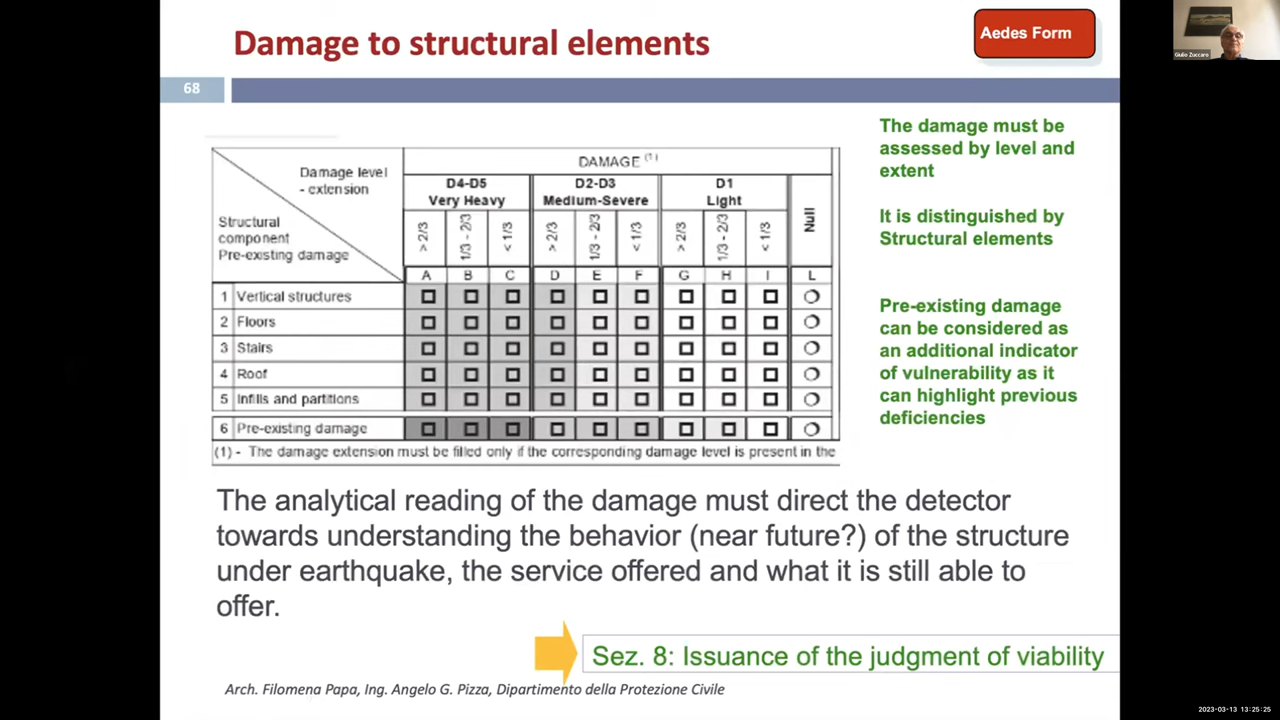 Damage to structural elements
Aedes Form
Giulio Zuccaro
68
The damage must be
assessed by level and
extent
It is distinguished by
Structural elements
Pre-existing damage
can be considered as
an additional indicator
of vulnerability as it
can highlight previous
deficiencies
Damage level
- extension
Structural
component
Pre-existing damage
DAMAGE (1)
D4-D5
Very Heavy
D2-D3
Medium-Severe
D1
Light
Null
> 2/3
1/3 - 2/3
< 1/3
> 2/3
1/3 - 2/3
< 1/3
> 2/3
1/3 - 2/3
< 1/3
A B C D E F G H I L
1 Vertical structures
2 Floors
3 Stairs
4 Roof
5 Infills and partitions
6 Pre-existing damage
(1) - The damage extension must be filled only if the corresponding damage level is present in the
The analytical reading of the damage must direct the detector
towards understanding the behavior (near future?) of the structure
under earthquake, the service offered and what it is still able to
offer.
Sez. 8: Issuance of the judgment of viability
Arch. Filomena Papa, Ing. Angelo G. Pizza, Dipartimento della Protezione Civile
2023-03-13 13:25:25